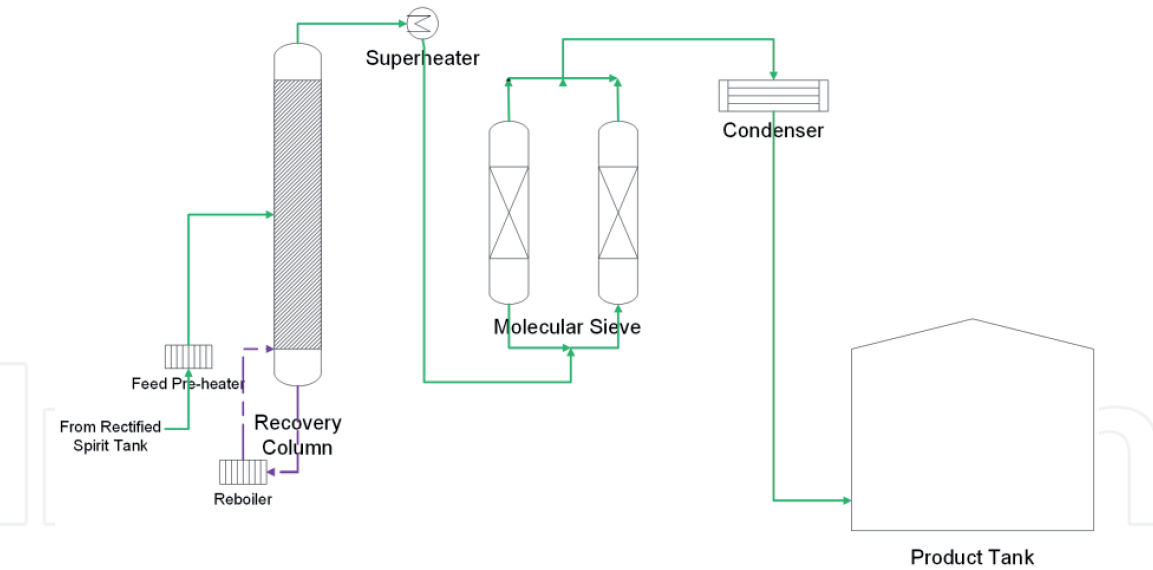 Superheater
Condenser
Molecular Sieve
Feed Pre-heater
From Rectified
Spirit Tank
Recovery
Column
Reboiler
Product Tank